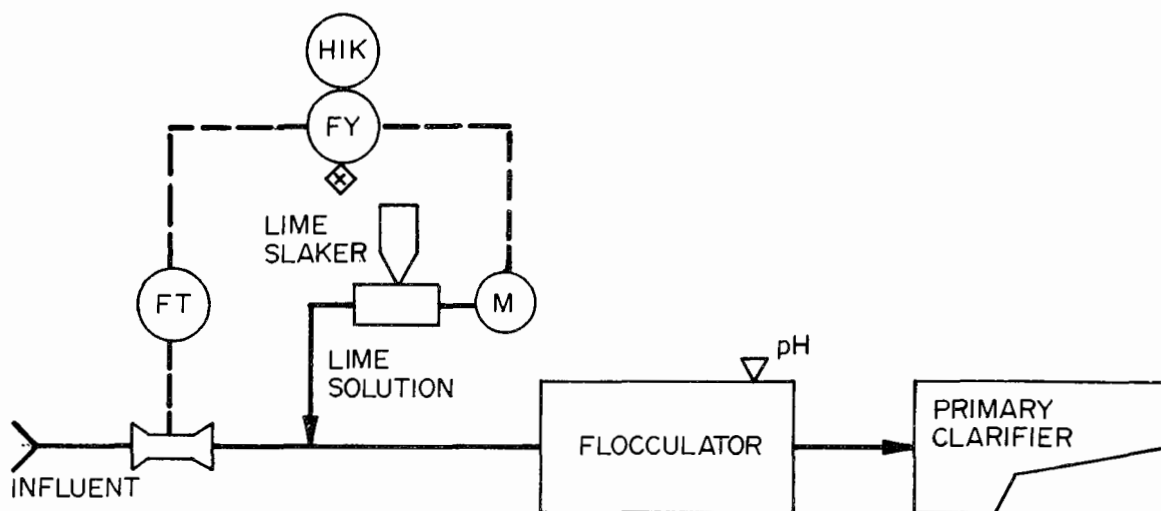 HIK
FY
LIME
SLAKER
FT
M
LIME
SOLUTION
pH
INFLUENT
FLOCCULATOR
PRIMARY
CLARIFIER